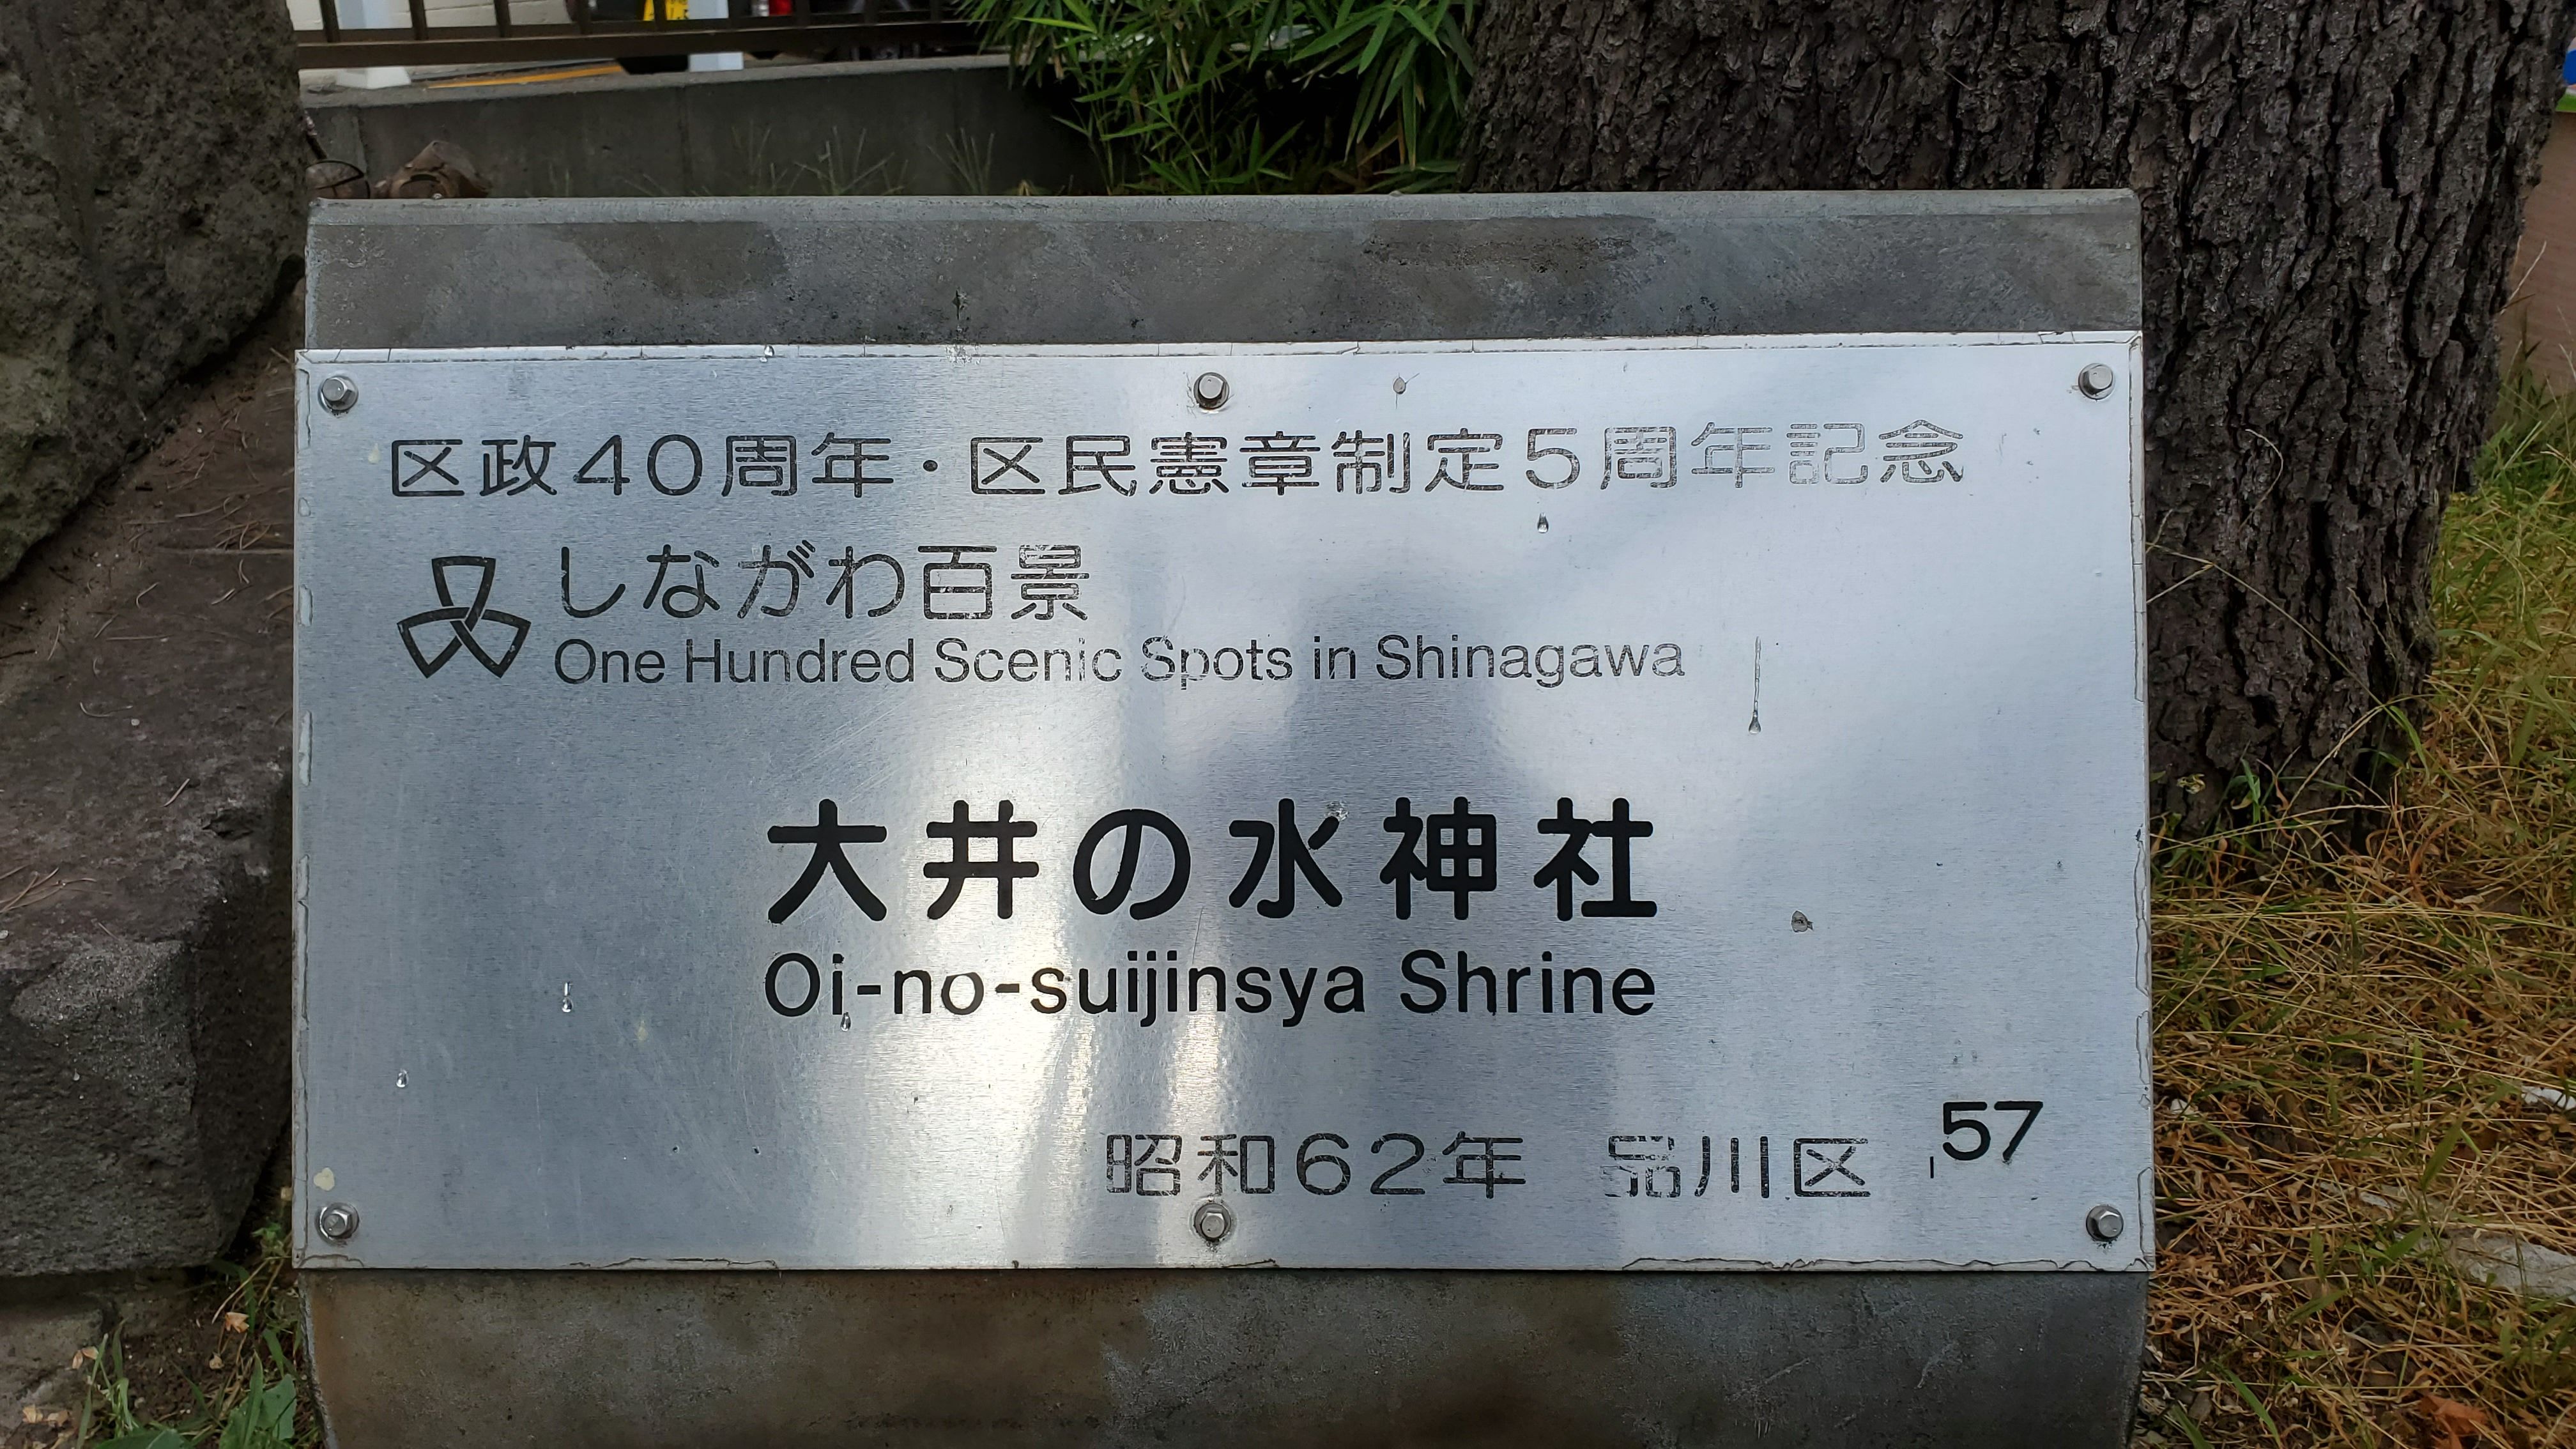 区政40周年・区民憲章制定5周年記念
しながわ百景
One Hundred Scenic Spots in Shinagawa
大井の水神社
Oi-no-suijinsya Shrine
昭和62年 品川区 57